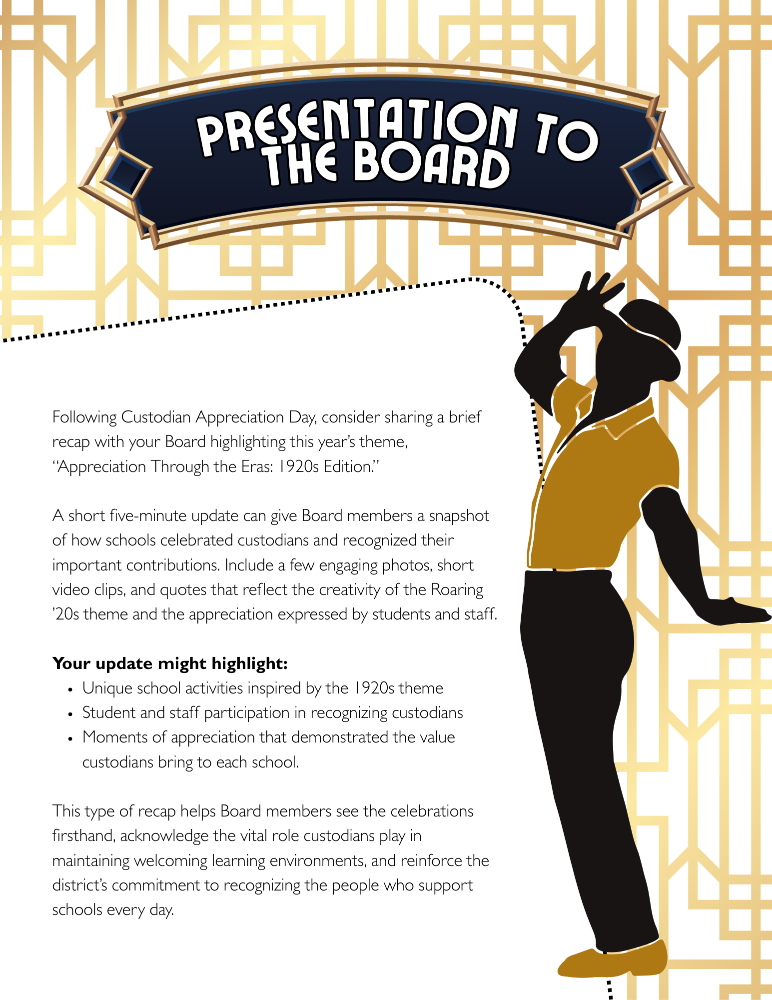 PRESENTATION TO
THE BOARD
Following Custodian Appreciation Day, consider sharing a brief
recap with your Board highlighting this year’s theme,
“Appreciation Through the Eras: 1920s Edition.”
A short five-minute update can give Board members a snapshot
of how schools celebrated custodians and recognized their
important contributions. Include a few engaging photos, short
video clips, and quotes that reflect the creativity of the Roaring
’20s theme and the appreciation expressed by students and staff.
Your update might highlight:
• Unique school activities inspired by the 1920s theme
• Student and staff participation in recognizing custodians
• Moments of appreciation that demonstrated the value
custodians bring to each school.
This type of recap helps Board members see the celebrations
firsthand, acknowledge the vital role custodians play in
maintaining welcoming learning environments, and reinforce the
district’s commitment to recognizing the people who support
schools every day.